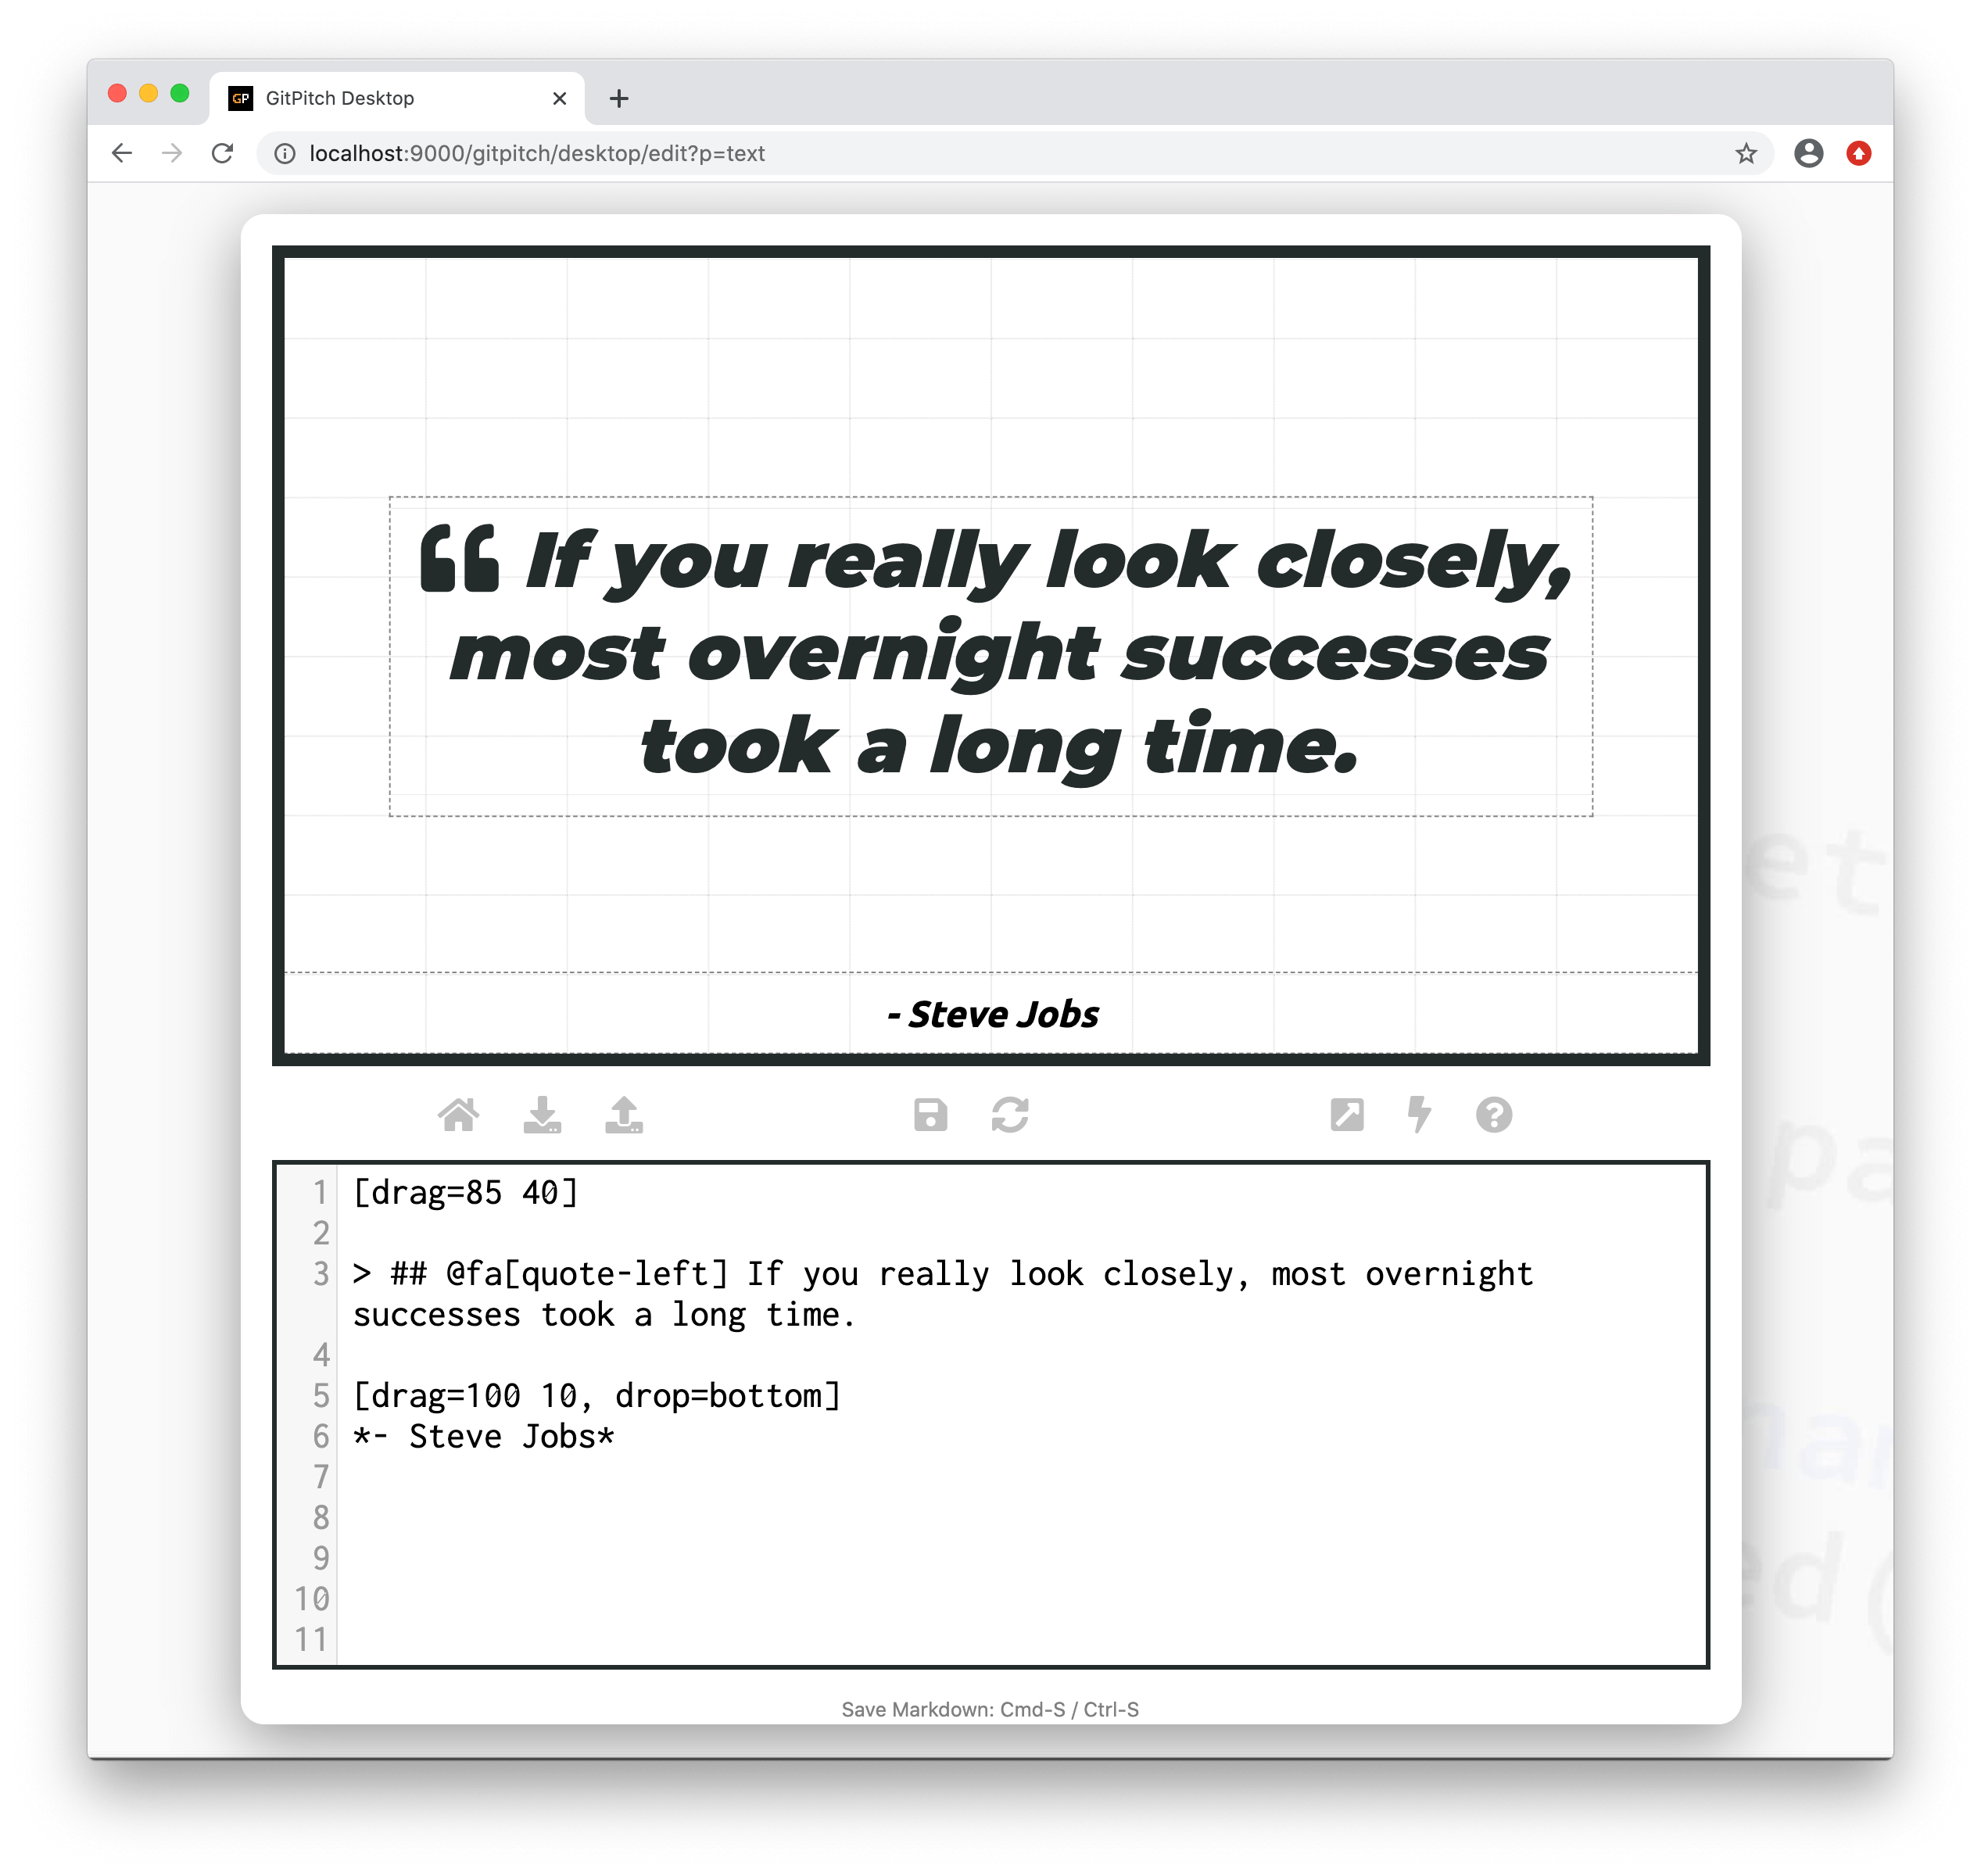 GP GitPitch Desktop
localhost:9000/gitpitch/desktop/edit?p=text
If you really look closely,
most overnight successes
took a long time.
- Steve Jobs
1 [drag=85 40]
2
3 > ## @fa[quote-left] If you really look closely, most overnight
successes took a long time.
4
5 [drag=100 10, drop=bottom]
6 *- Steve Jobs*
7
8
9
10
11
Save Markdown: Cmd-S / Ctrl-S